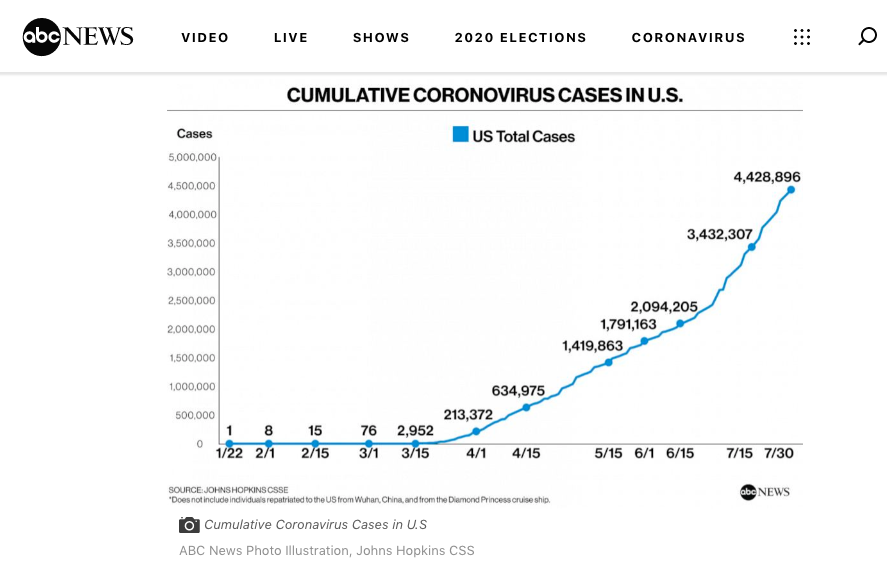 abc NEWS VIDEO LIVE SHOWS 2020 ELECTIONS CORONAVIRUS
CUMULATIVE CORONOVIRUS CASES IN U.S.
Cases
US Total Cases
5,000,000
4,428,896
4,500,000
4,000,000
3,432,307
3,500,000
3,000,000
2,500,000
2,094,205
2,000,000
1,791,163
1,419,863
1,500,000
1,000,000
634,975
500,000
213,372
1 8 15 76 2,952
0
1/22 2/1 2/15 3/1 3/15 4/1 4/15 5/15 6/1 6/15 7/15 7/30
SOURCE: JOHNS HOPKINS CSSE
*Does not include individuals repatriated to the US from Wuhan, China, and from the Diamond Princess cruise ship.
abc NEWS
Cumulative Coronavirus Cases in U.S
ABC News Photo Illustration, Johns Hopkins CSS